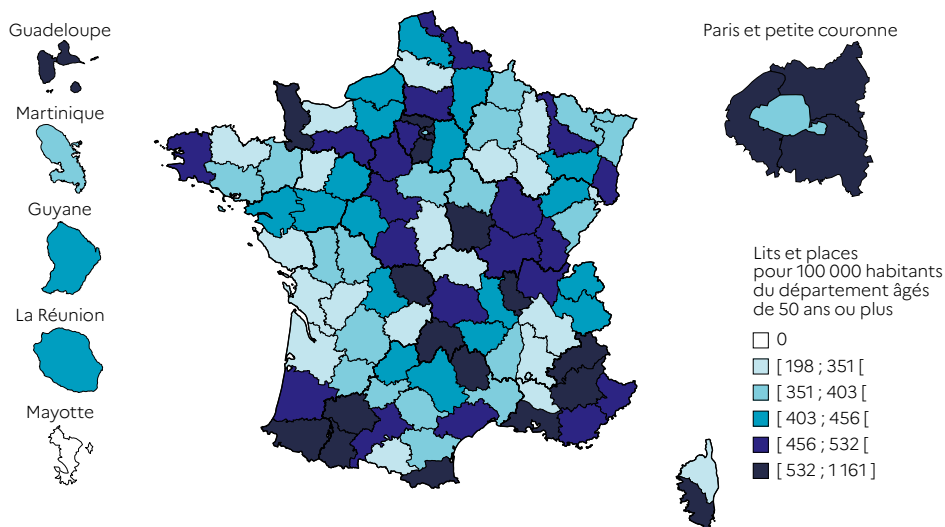 Guadeloupe
Martinique
Guyane
La Réunion
Mayotte
Paris et petite couronne
Lits et places
pour 100 000 habitants
du département âgés
de 50 ans ou plus
0
[ 198 ; 351 [
[ 351 ; 403 [
[ 403 ; 456 [
[ 456 ; 532 [
[ 532 ; 1 161 ]